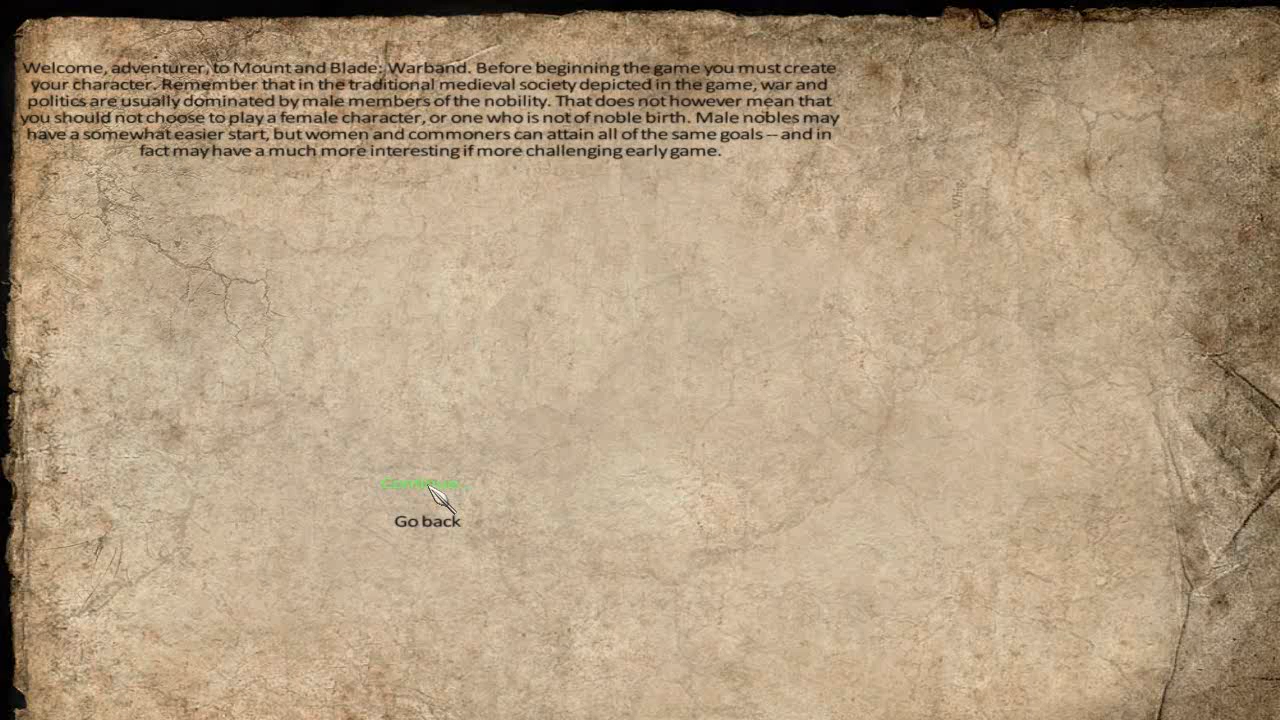 Welcome, adventurer, to Mount and Blade: Warband. Before beginning the game you must create
your character. Remember that in the traditional medieval society depicted in the game, war and
politics are usually dominated by male members of the nobility. That does not however mean that
you should not choose to play a female character, or one who is not of noble birth. Male nobles may
have a somewhat easier start, but women and commoners can attain all of the same goals -- and in
fact may have a much more interesting if more challenging early game.
Go back